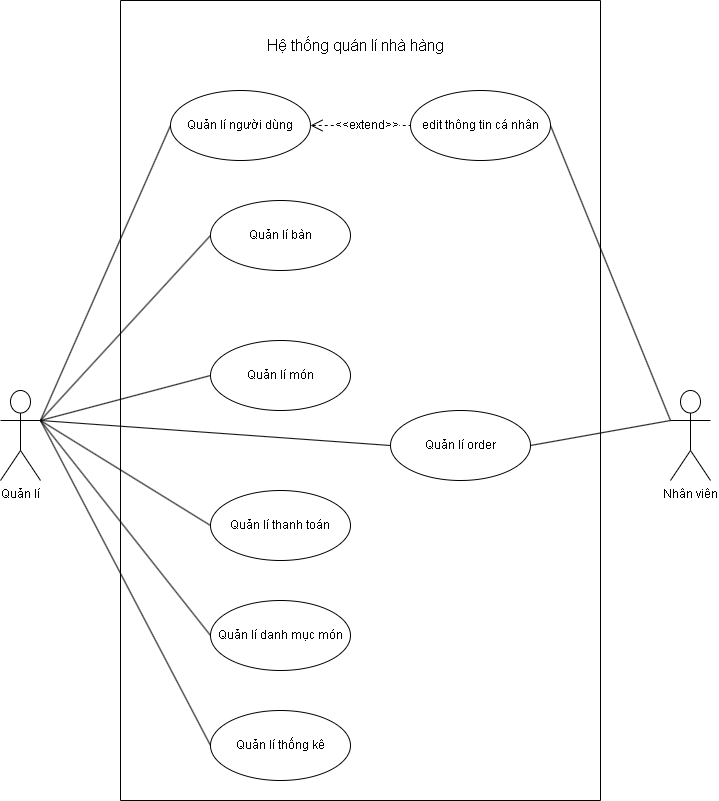 Hệ thống quán lí nhà hàng
Quản lí người dùng
<<extend>>
edit thông tin cá nhân
Quản lí bàn
Quản lí món
Quản lí order
Quản lí
Nhân viên
Quản lí thanh toán
Quản lí danh mục món
Quản lí thống kê